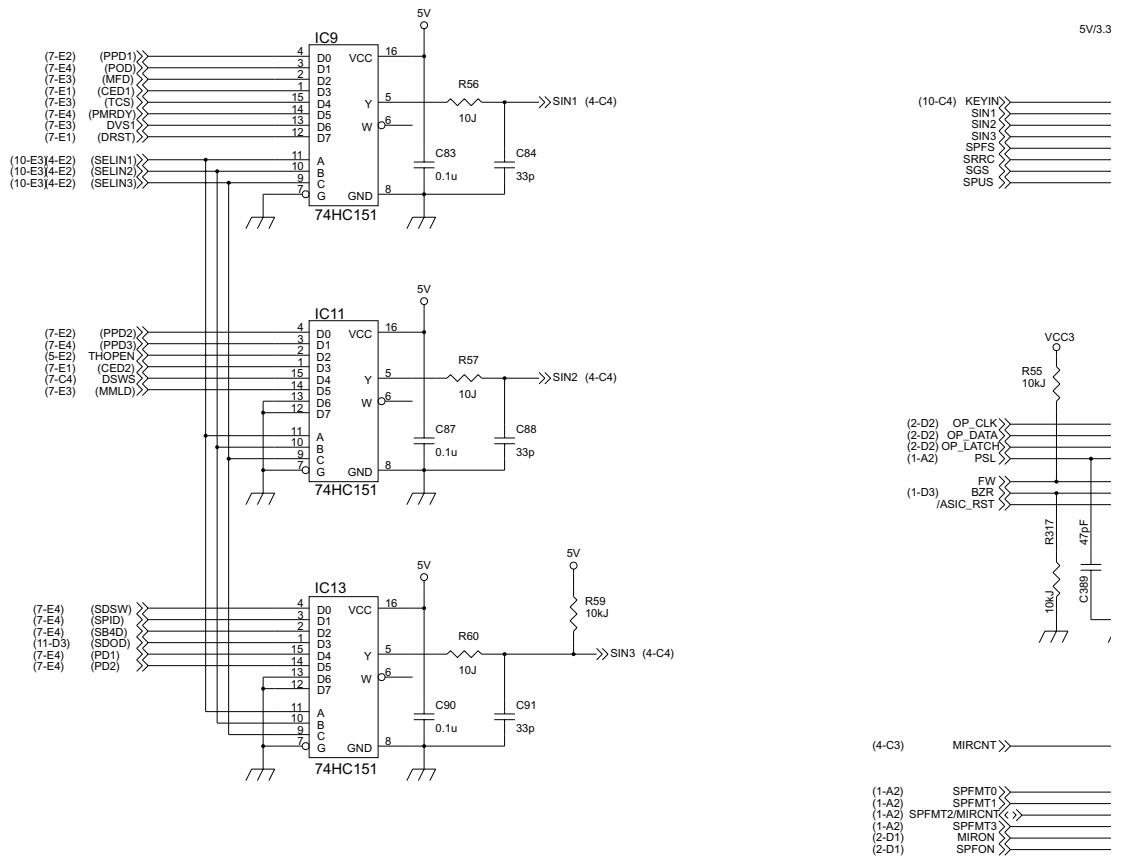 5V
IC9
(7-E2) (PPD1) 4 D0 VCC 16
(7-E4) (POD) 3 D1
(7-E3) (MFD) 2 D2
(7-E1) (CED1) 1 D3
(7-E3) (TCS) 15 D4 Y 5 R56 10J SIN1 (4-C4)
(7-E4) (PMRDY) 14 D5
(7-E3) DVS1 13 D6 W 6
(7-E1) (DRST) 12 D7
(10-E3)(4-E2) (SELIN1) 11 A
(10-E3)(4-E2) (SELIN2) 10 B
(10-E3)(4-E2) (SELIN3) 9 C
7 G GND 8
C83 0.1u
C84 33p
74HC151
5V
IC11
(7-E2) (PPD2) 4 D0 VCC 16
(7-E4) (PPD3) 3 D1
(5-E2) THOPEN 2 D2
(7-E1) (CED2) 1 D3
(7-C4) DSWS 15 D4 Y 5 R57 10J SIN2 (4-C4)
(7-E3) (MMLD) 14 D5
13 D6 W 6
12 D7
11 A
10 B
9 C
7 G GND 8
C87 0.1u
C88 33p
74HC151
5V
5V
IC13
(7-E4) (SDSW) 4 D0 VCC 16
R59 10kJ
(7-E4) (SPID) 3 D1
(7-E4) (SB4D) 2 D2
(11-D3) (SDOD) 1 D3
(7-E4) (PD1) 15 D4 Y 5 R60 10J SIN3 (4-C4)
(7-E4) (PD2) 14 D5
13 D6 W 6
12 D7
11 A
10 B
9 C
7 G GND 8
C90 0.1u
C91 33p
74HC151
5V/3.3
(10-C4) KEYIN
SIN1
SIN2
SIN3
SPFS
SRRC
SGS
SPUS
VCC3
R55
10kJ
(2-D2) OP_CLK
(2-D2) OP_DATA
(2-D2) OP_LATCH
(1-A2) PSL
FW
(1-D3) BZR
/ASIC_RST
R317
10kJ
47pF
C389
(4-C3) MIRCNT
(1-A2) SPFMT0
(1-A2) SPFMT1
(1-A2) SPFMT2/MIRCNT
(1-A2) SPFMT3
(2-D1) MIRON
(2-D1) SPFON